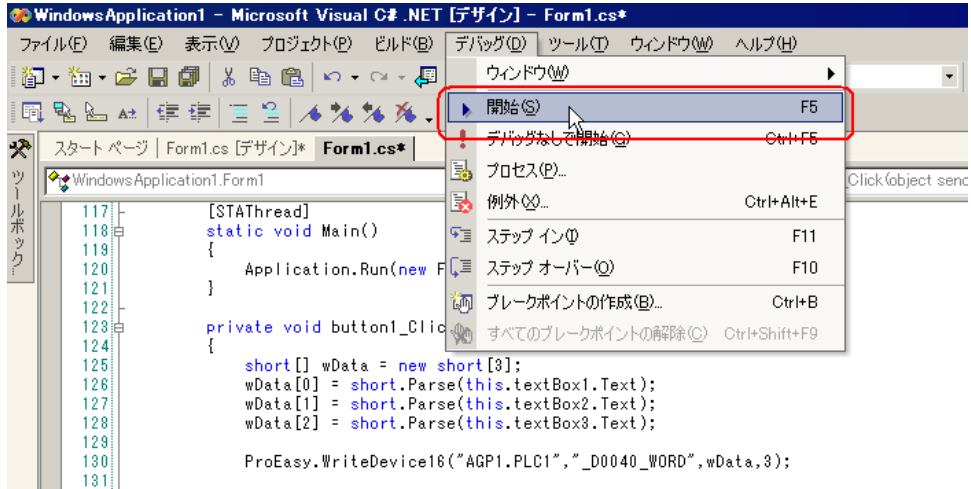 WindowsApplication1 - Microsoft Visual C# .NET [デザイン] - Form1.cs*
ファイル(F) 編集(E) 表示(V) プロジェクト(P) ビルド(B) デバッグ(D) ツール(T) ウィンドウ(W) ヘルプ(H)
ウィンドウ(W)
開始(S) F5
デバッグなしで開始(G) Ctrl+F5
プロセス(P)...
例外(X)... Ctrl+Alt+E
ステップ イン(I) F11
ステップ オーバー(O) F10
ブレークポイントの作成(B)... Ctrl+B
すべてのブレークポイントの解除(C) Ctrl+Shift+F9
ツールボック
スタート ページ Form1.cs [デザイン]* Form1.cs*
WindowsApplication1.Form1
Click(object send
117 [STAThread]
118 static void Main()
119 {
120 Application.Run(new F
121 }
122
123 private void button1_Clic
124 {
125 short[] wData = new short[3];
126 wData[0] = short.Parse(this.textBox1.Text);
127 wData[1] = short.Parse(this.textBox2.Text);
128 wData[2] = short.Parse(this.textBox3.Text);
129
130 ProEasy.WriteDevice16("AGP1.PLC1","_D0040_WORD",wData,3);
131